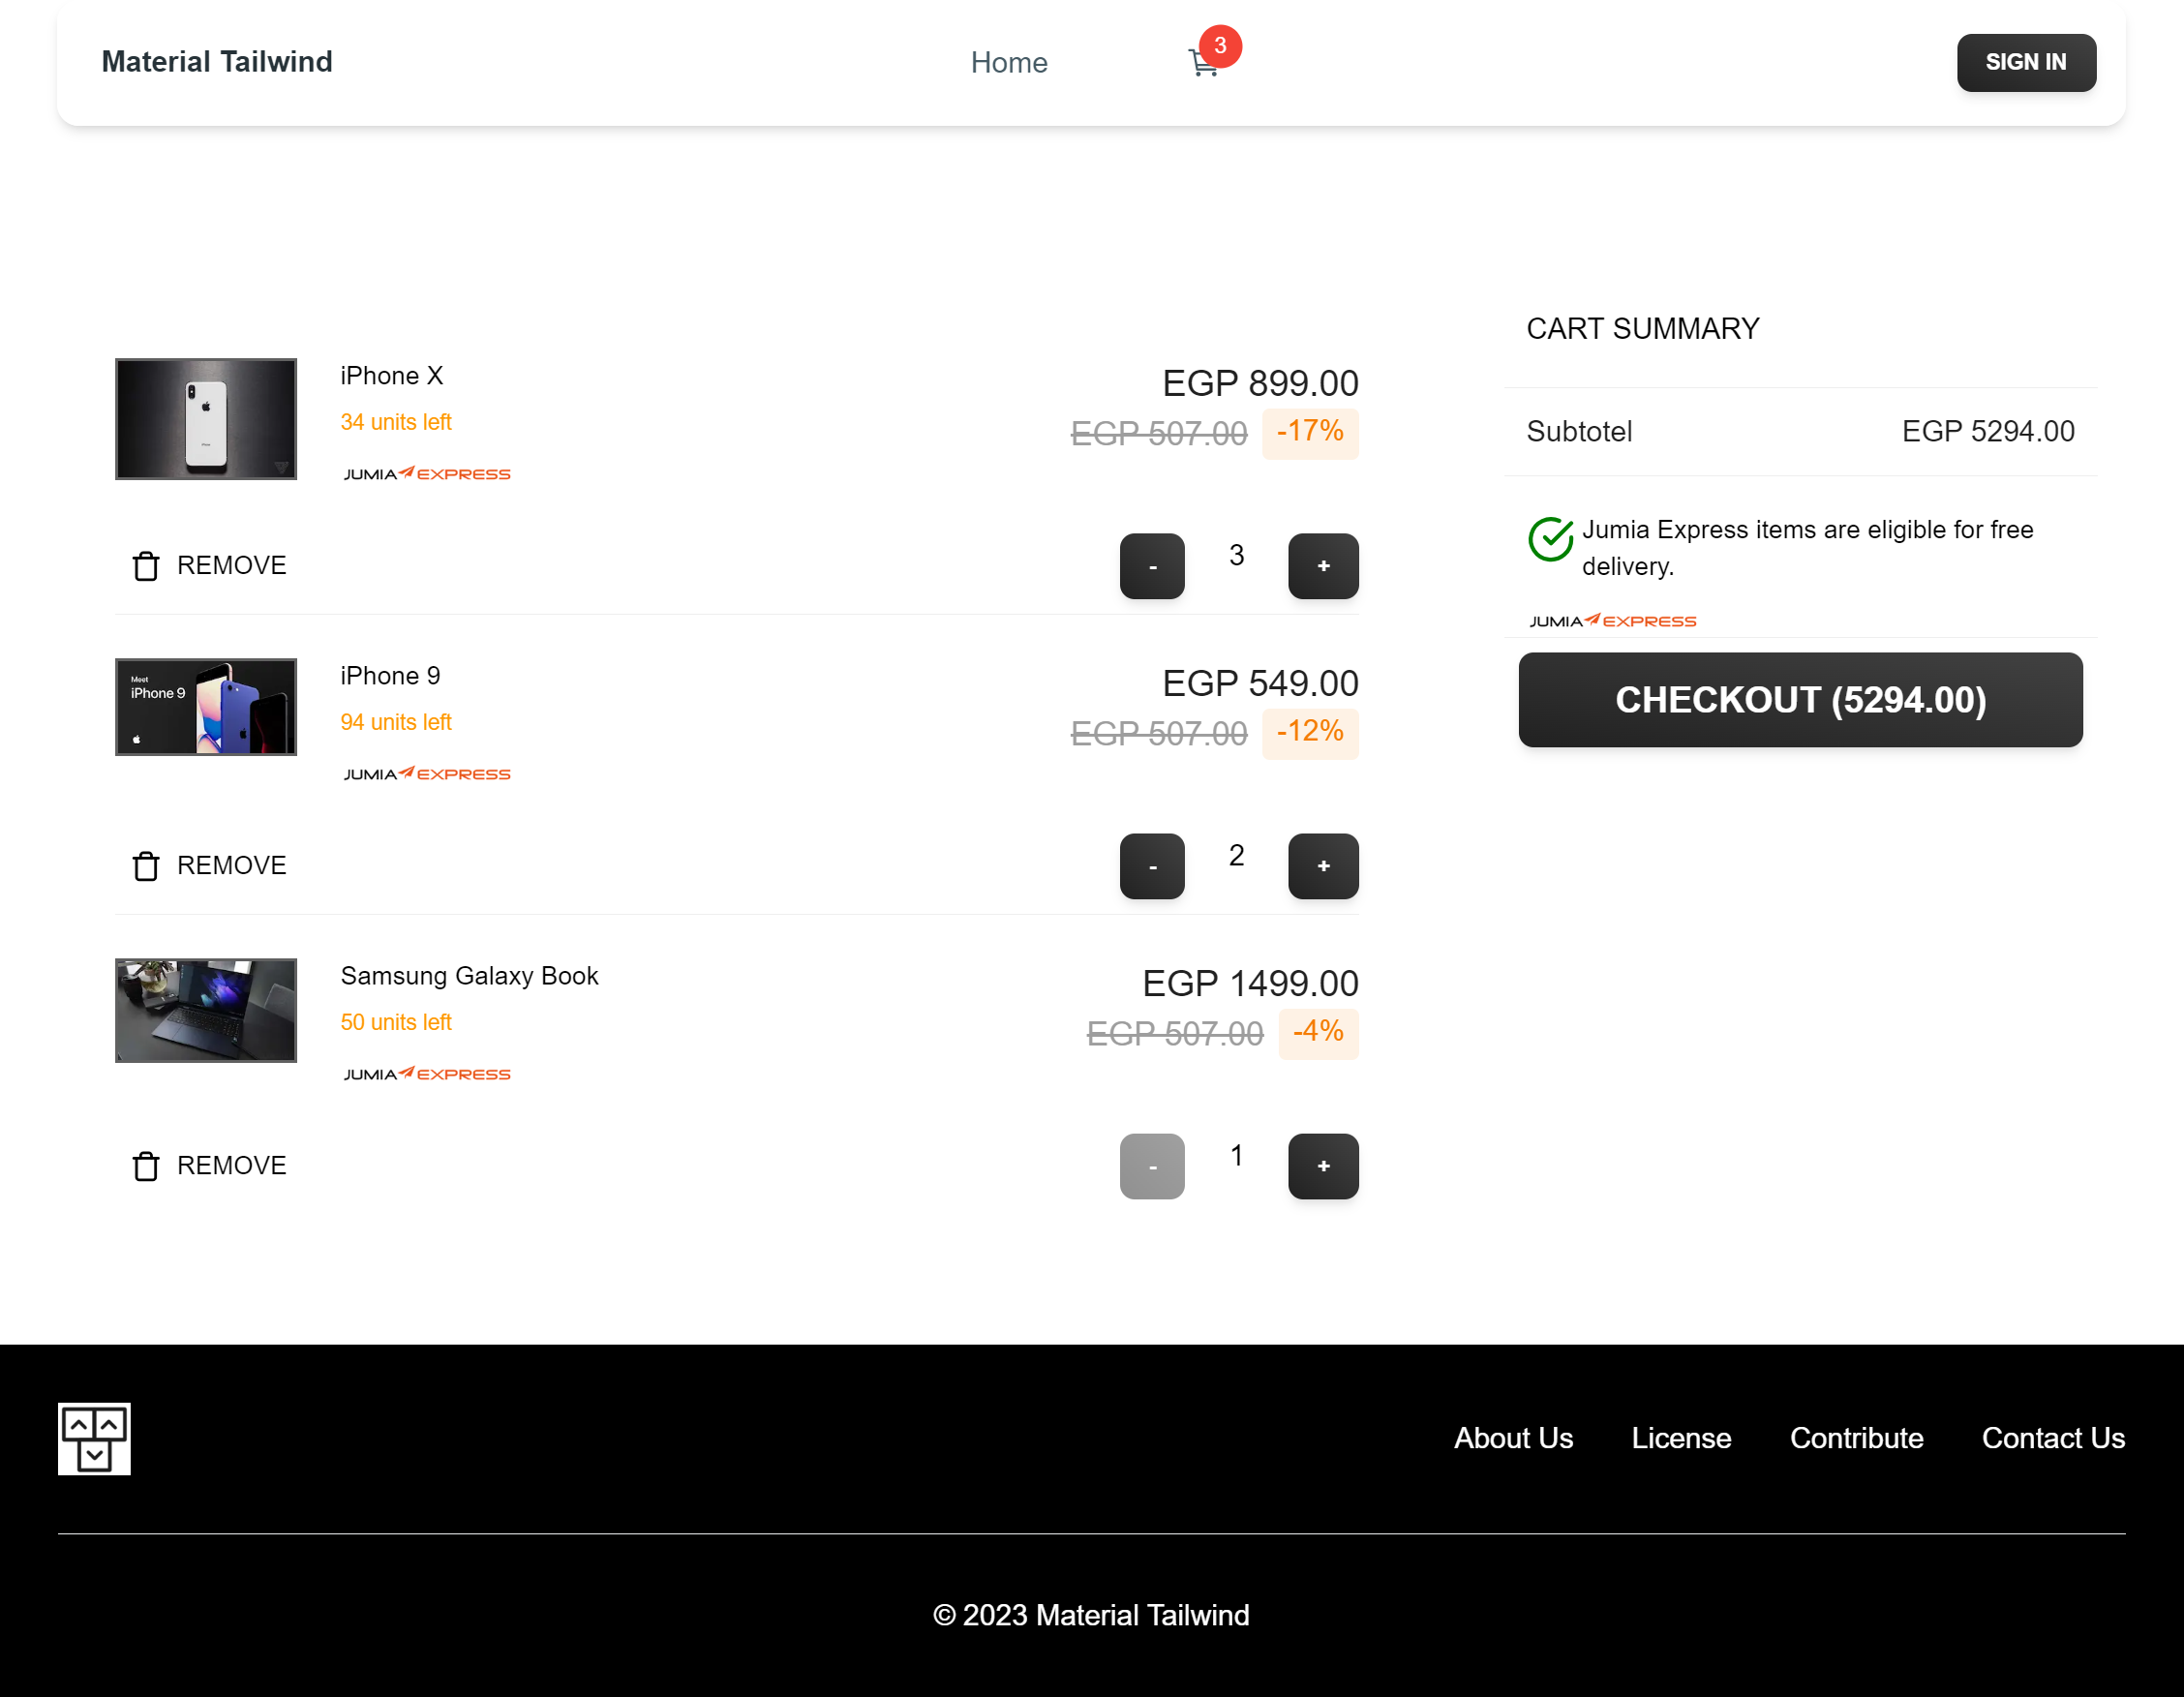 Material Tailwind
Home
3
SIGN IN
iPhone X
34 units left
JUMIA EXPRESS
EGP 899.00
EGP 507.00 -17%
REMOVE
- 3 +
Meet
iPhone 9
iPhone 9
94 units left
JUMIA EXPRESS
EGP 549.00
EGP 507.00 -12%
REMOVE
- 2 +
Samsung Galaxy Book
50 units left
JUMIA EXPRESS
EGP 1499.00
EGP 507.00 -4%
REMOVE
- 1 +
CART SUMMARY
Subtotel EGP 5294.00
Jumia Express items are eligible for free
delivery.
JUMIA EXPRESS
CHECKOUT (5294.00)
About Us License Contribute Contact Us
© 2023 Material Tailwind